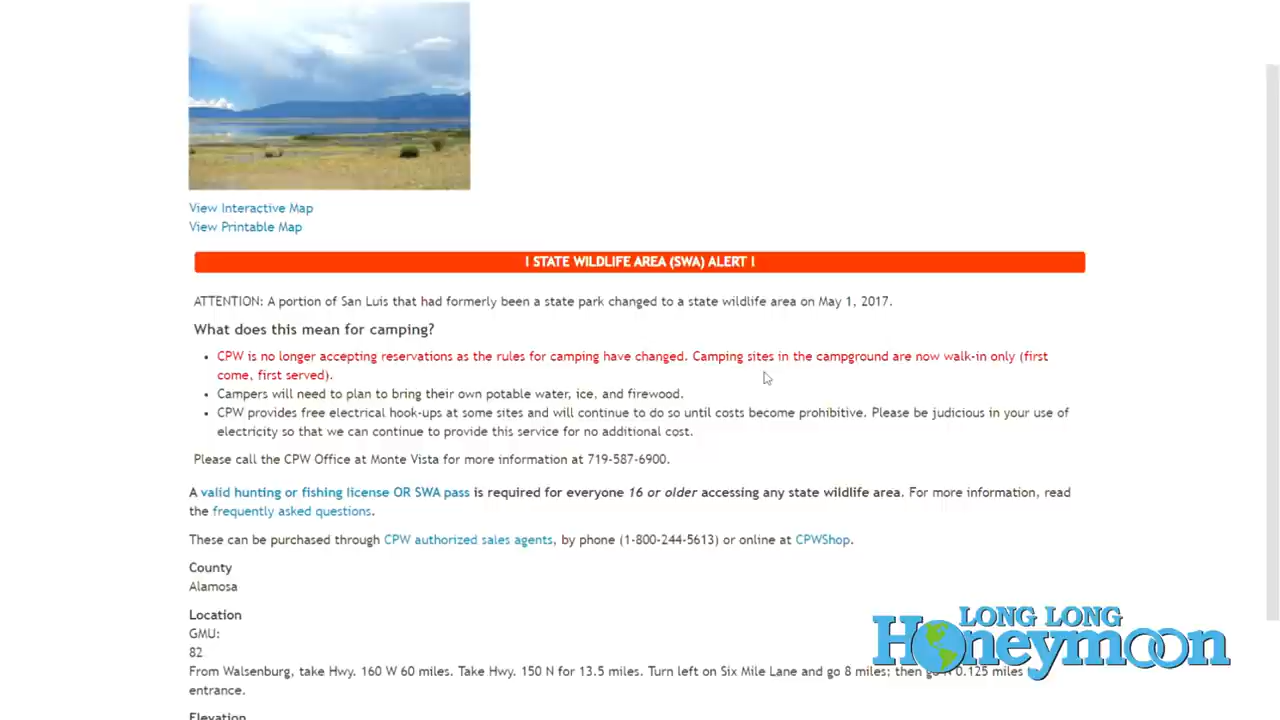 View Interactive Map
View Printable Map
! STATE WILDLIFE AREA (SWA) ALERT !
ATTENTION: A portion of San Luis that had formerly been a state park changed to a state wildlife area on May 1, 2017.
What does this mean for camping?
• CPW is no longer accepting reservations as the rules for camping have changed. Camping sites in the campground are now walk-in only (first
come, first served).
• Campers will need to plan to bring their own potable water, ice, and firewood.
• CPW provides free electrical hook-ups at some sites and will continue to do so until costs become prohibitive. Please be judicious in your use of
electricity so that we can continue to provide this service for no additional cost.
Please call the CPW Office at Monte Vista for more information at 719-587-6900.
A valid hunting or fishing license OR SWA pass is required for everyone 16 or older accessing any state wildlife area. For more information, read
the frequently asked questions.
These can be purchased through CPW authorized sales agents, by phone (1-800-244-5613) or online at CPWShop.
County
Alamosa
Location
GMU:
82
From Walsenburg, take Hwy. 160 W 60 miles. Take Hwy. 150 N for 13.5 miles. Turn left on Six Mile Lane and go 8 miles; then 0.125 miles
entrance.
Elevation
LONG LONG
Honeymoon